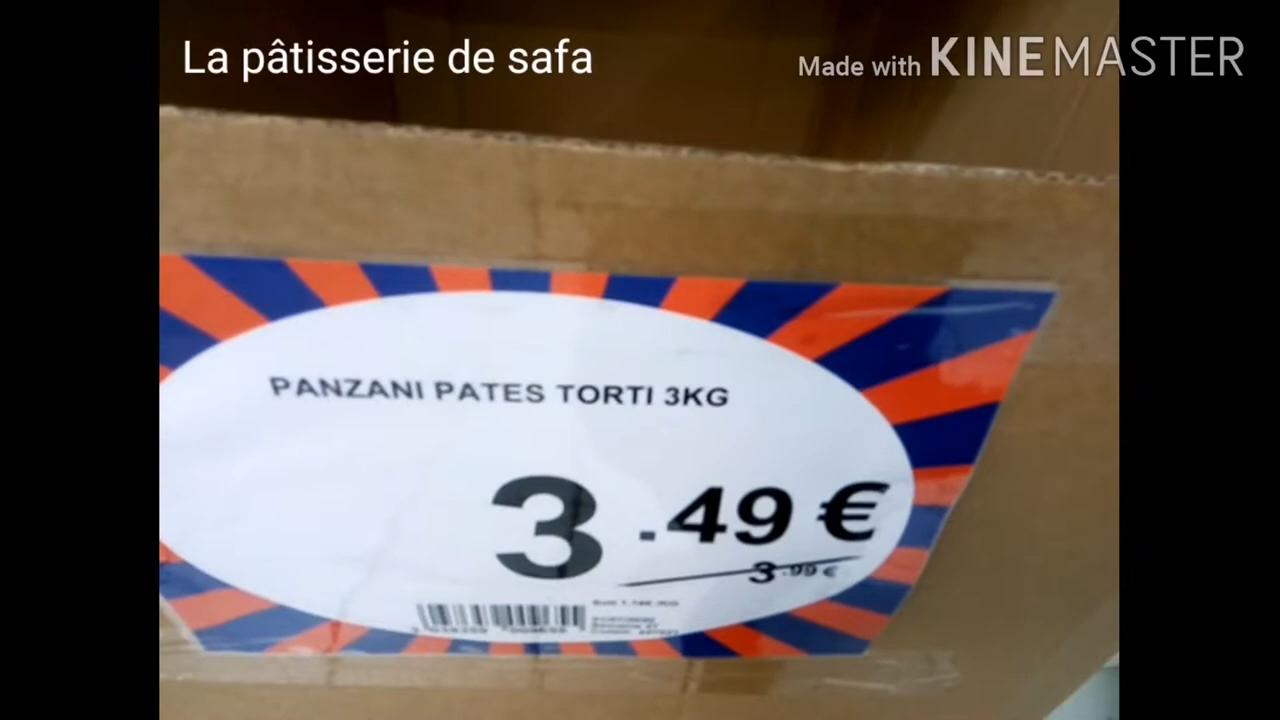 La pâtisserie de safa
Made with KINEMASTER
PANZANI PATES TORTI 3KG
3.49 €
3.99 €